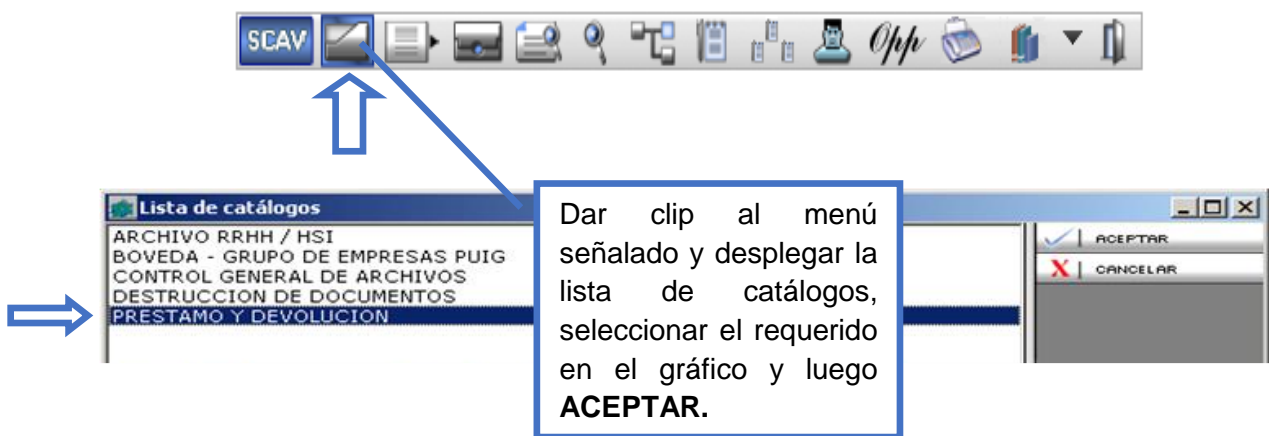 SCAV
Opp
Lista de catálogos
ARCHIVO RRHH / HSI
BOVEDA - GRUPO DE EMPRESAS PUIG
CONTROL GENERAL DE ARCHIVOS
DESTRUCCION DE DOCUMENTOS
PRESTAMO Y DEVOLUCION
Dar clip al menú
señalado y desplegar la
lista de catálogos,
seleccionar el requerido
en el gráfico y luego
ACEPTAR.
ACEPTAR
X CANCELAR